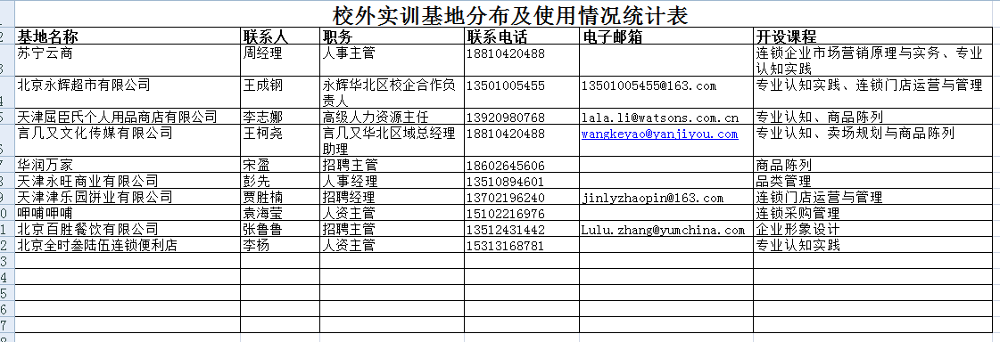 校外实训基地分布及使用情况统计表
基地名称 联系人 职务 联系电话 电子邮箱 开设课程
苏宁云商 周经理 人事主管 18810420488 连锁企业市场营销原理与实务、专业
认知实践
北京永辉超市有限公司 王成钢 永辉华北区校企合作负 13501005455 13501005455@163.com 专业认知实践、连锁门店运营与管理
责人
天津屈臣氏个人用品商店有限公司 李志娜 高级人力资源主任 13920980768 lala.li@watsons.com.cn 专业认知、商品陈列
言几又文化传媒有限公司 王柯尧 言几又华北区域总经理 18810420488 wangkeyao@yanjiyou.com 专业认知、卖场规划与商品陈列
助理
华润万家 宋盈 招聘主管 18602645606 商品陈列
天津永旺商业有限公司 彭先 人事经理 13510894601 品类管理
天津津乐园饼业有限公司 贾胜楠 招聘经理 13702196240 jinlyzhaopin@163.com 连锁门店运营与管理
呷哺呷哺 袁海莹 人资主管 15102216976 连锁采购管理
北京百胜餐饮有限公司 张鲁鲁 招聘主管 13512431442 Lulu.zhang@yumchina.com 企业形象设计
北京全时叁陆伍连锁便利店 李杨 人资主管 15313168781 专业认知实践